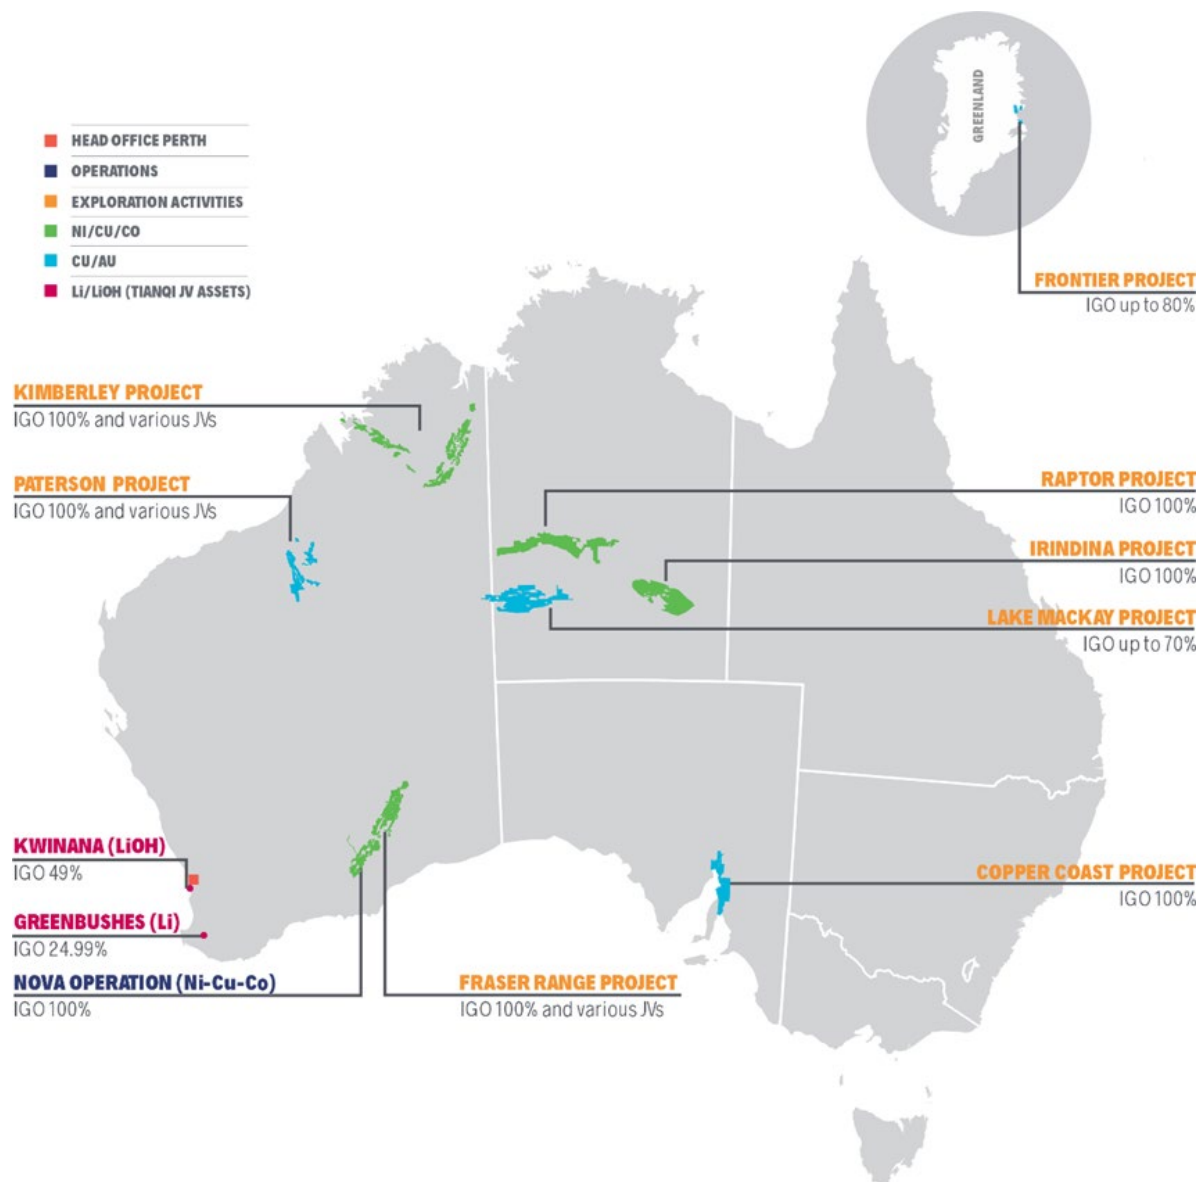 GREENLAND
HEAD OFFICE PERTH
OPERATIONS
EXPLORATION ACTIVITIES
NI/CU/CO
CU/AU
Li/LiOH (TIANQI JV ASSETS)
FRONTIER PROJECT
IGO up to 80%
KIMBERLEY PROJECT
IGO 100% and various JVs
PATERSON PROJECT
IGO 100% and various JVs
RAPTOR PROJECT
IGO 100%
IRINDINA PROJECT
IGO 100%
LAKE MACKAY PROJECT
IGO up to 70%
KWINANA (LiOH)
IGO 49%
GREENBUSHES (Li)
IGO 24.99%
NOVA OPERATION (Ni-Cu-Co)
IGO 100%
FRASER RANGE PROJECT
IGO 100% and various JVs
COPPER COAST PROJECT
IGO 100%